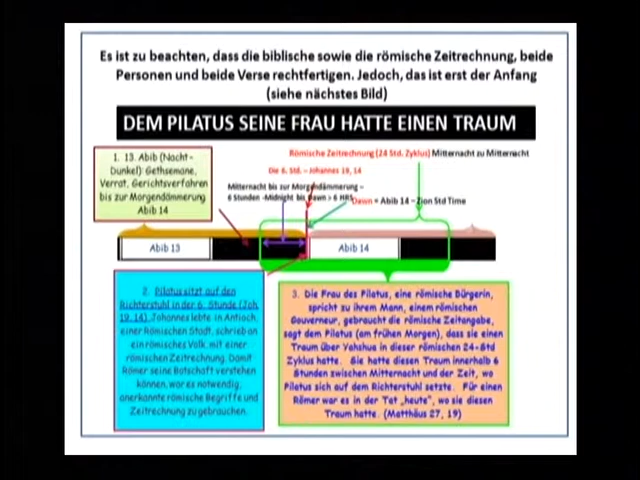 Es ist zu beachten, dass die biblische sowie die römische Zeitrechnung, beide
Personen und beide Verse rechtfertigen. Jedoch, das ist erst der Anfang
(siehe nächstes Bild)
DEM PILATUS SEINE FRAU HATTE EINEN TRAUM
1. 13. Abib (Nacht-
Dunkel): Gethsemane,
Verrat, Gerichtsverfahren
bis zur Morgendämmerung
Abib 14
Römische Zeitrechnung (24 Std. Zyklus) Mitternacht zu Mitternacht
Die 6. Std. – Johannes 19, 14
Mitternacht bis zur Morgendämmerung –
6 Stunden -Midnight bis Dawn > 6 HRS
Dawn = Abib 14 – Zion Std Time
Abib 13
Abib 14
2. Pilatus sitzt auf den
Richterstuhl in der 6. Stunde (Joh.
19, 14). Johannes lebte in Antioch,
einer Römischen Stadt, schrieb an
ein römisches Volk, mit einer
römischen Zeitrechnung. Damit
Römer seine Botschaft verstehen
können, war es notwendig,
anerkannte römische Begriffe und
Zeitrechnung zu gebrauchen.
3. Die Frau des Pilatus, eine römische Bürgerin,
spricht zu ihrem Mann, einem römischen
Gouverneur, gebraucht die römische Zeitangabe,
sagt dem Pilatus (am frühen Morgen), dass sie einen
Traum über Yahshua in dieser römischen 24-Std
Zyklus hatte. Sie hatte diesen Traum innerhalb 6
Stunden zwischen Mitternacht und der Zeit, wo
Pilatus sich auf dem Richterstuhl setzte. Für einen
Römer war es in der Tat „heute", wo sie diesen
Traum hatte. (Matthäus 27, 19)